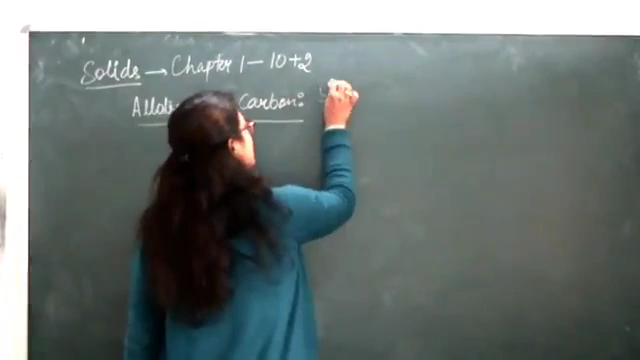 Solids → Chapter 1 - 10+2
Carbon: